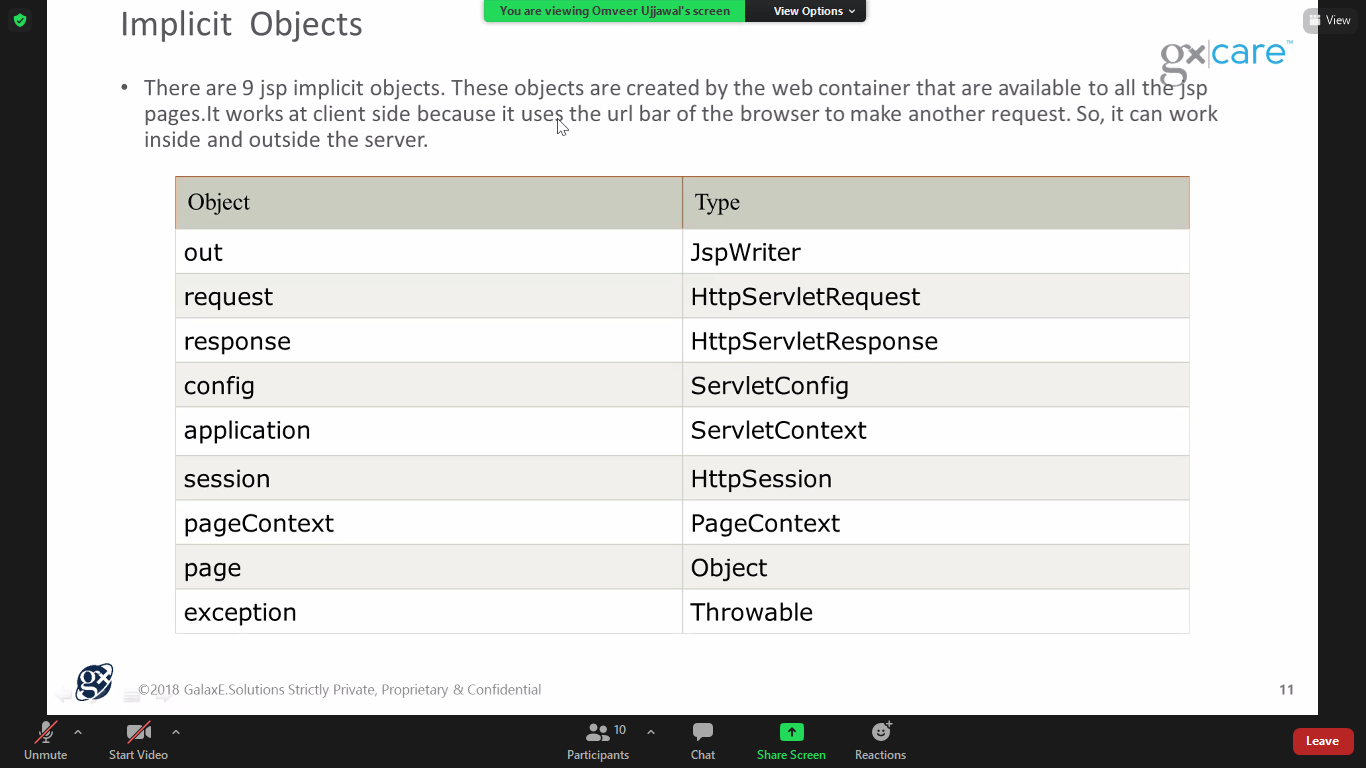 You are viewing Omveer Ujjawal's screen
View Options
View
Implicit Objects
gx|care™
• There are 9 jsp implicit objects. These objects are created by the web container that are available to all the jsp
pages.It works at client side because it uses the url bar of the browser to make another request. So, it can work
inside and outside the server.
Object Type
out JspWriter
request HttpServletRequest
response HttpServletResponse
config ServletConfig
application ServletContext
session HttpSession
pageContext PageContext
page Object
exception Throwable
gx
©2018 GalaxE.Solutions Strictly Private, Proprietary & Confidential
11
Unmute
Start Video
10
Participants
Chat
Share Screen
Reactions
Leave